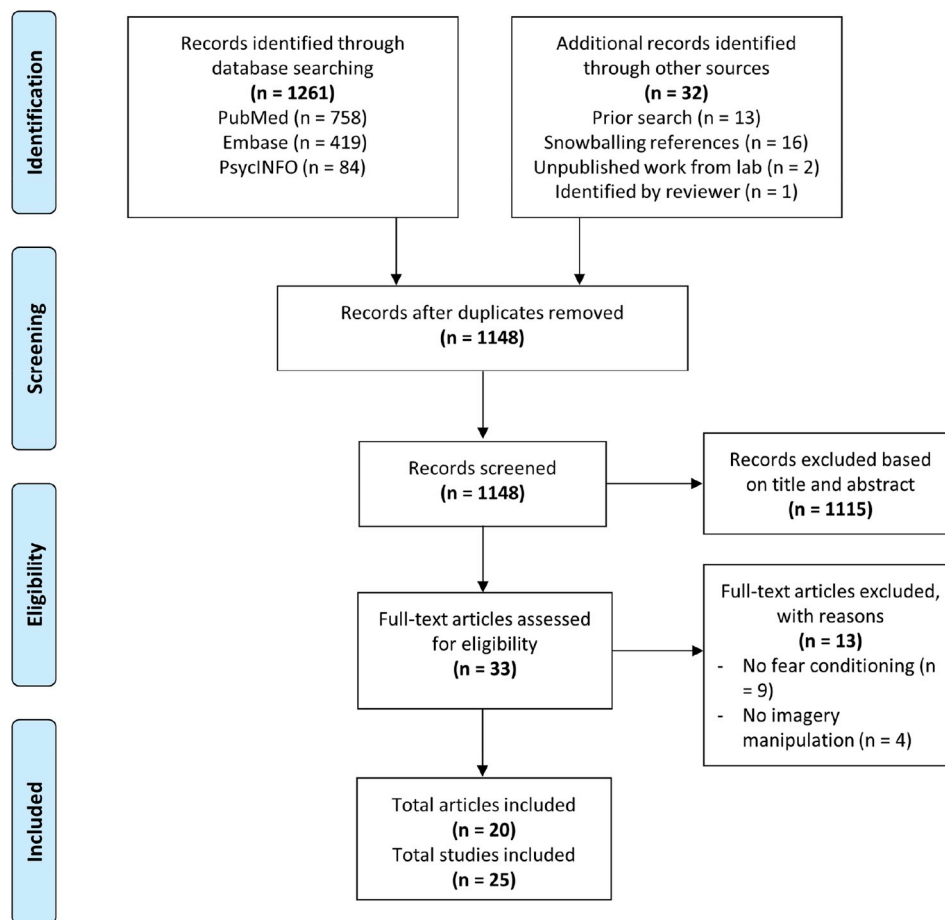 Identification
Records identified through
database searching
(n = 1261)
PubMed (n = 758)
Embase (n = 419)
PsycINFO (n = 84)
Additional records identified
through other sources
(n = 32)
Prior search (n = 13)
Snowballing references (n = 16)
Unpublished work from lab (n = 2)
Identified by reviewer (n = 1)
Screening
Records after duplicates removed
(n = 1148)
Records screened
(n = 1148)
Records excluded based
on title and abstract
(n = 1115)
Eligibility
Full-text articles assessed
for eligibility
(n = 33)
Full-text articles excluded,
with reasons
(n = 13)
- No fear conditioning (n
= 9)
- No imagery
manipulation (n = 4)
Included
Total articles included
(n = 20)
Total studies included
(n = 25)